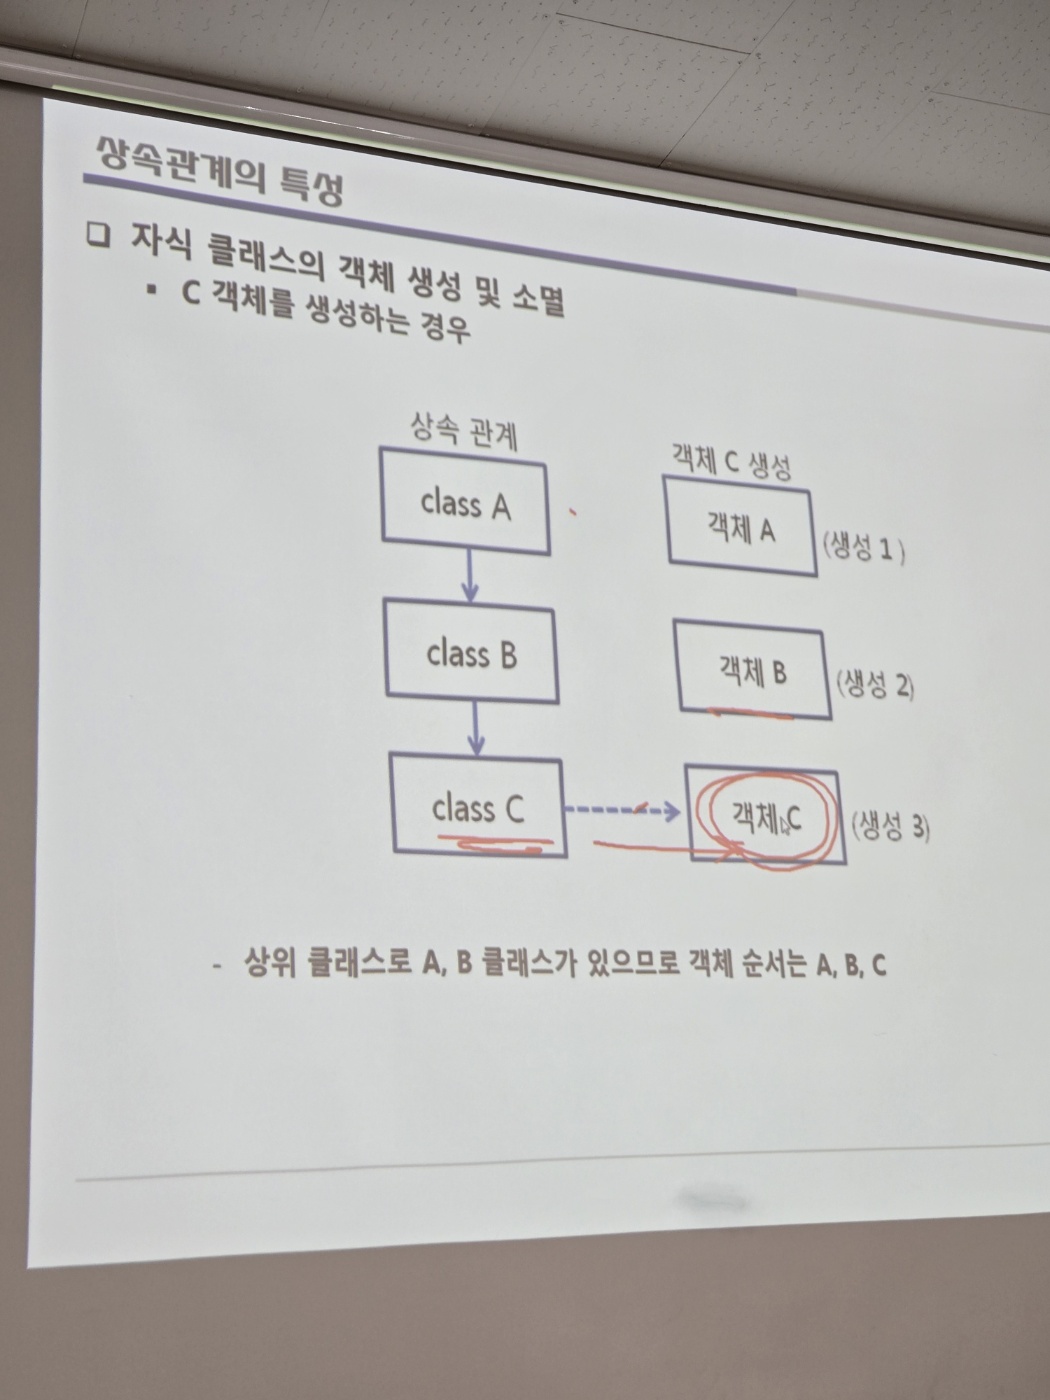 상속관계의 특성
❑ 자식 클래스의 객체 생성 및 소멸
▪ C 객체를 생성하는 경우
상속 관계
객체 C 생성
class A
객체 A
(생성 1)
class B
객체 B
(생성 2)
class C
객체 C
(생성 3)
- 상위 클래스로 A, B 클래스가 있으므로 객체 순서는 A, B, C